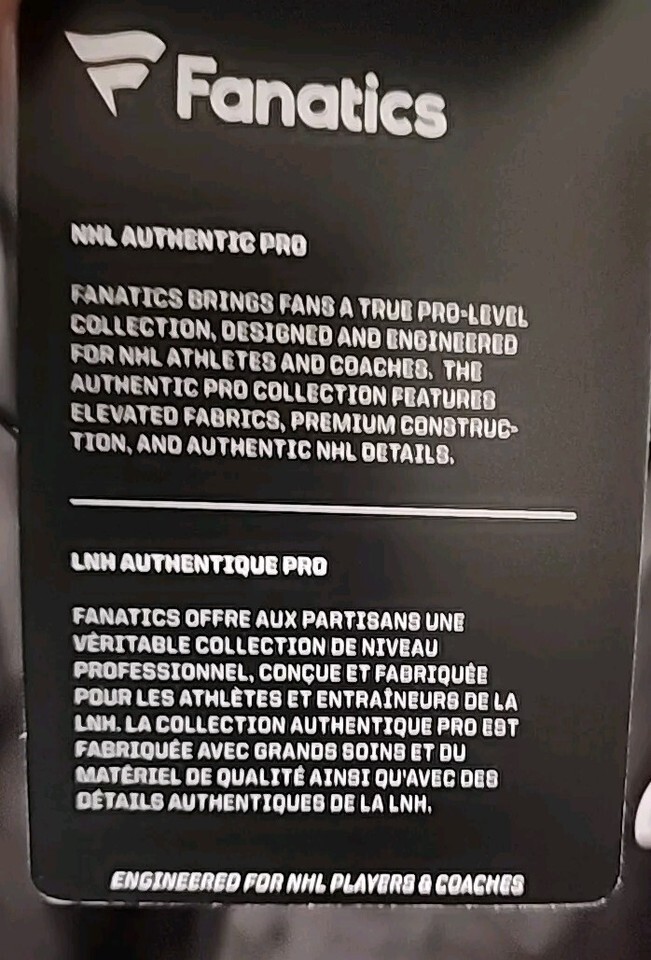 Fanatics
NHL AUTHENTIC PRO
FANATICS BRINGS FANS A TRUE PRO-LEVEL
COLLECTION, DESIGNED AND ENGINEERED
FOR NHL ATHLETES AND COACHES. THE
AUTHENTIC PRO COLLECTION FEATURES
ELEVATED FABRICS, PREMIUM CONSTRUC-
TION, AND AUTHENTIC NHL DETAILS.
LNH AUTHENTIQUE PRO
FANATICS OFFRE AUX PARTISANS UNE
VÉRITABLE COLLECTION DE NIVEAU
PROFESSIONNEL, CONÇUE ET FABRIQUÉE
POUR LES ATHLÈTES ET ENTRAÎNEURS DE LA
LNH. LA COLLECTION AUTHENTIQUE PRO EST
FABRIQUÉE AVEC GRANDS SOINS ET DU
MATÉRIEL DE QUALITÉ AINSI QU'AVEC DES
DÉTAILS AUTHENTIQUES DE LA LNH.
ENGINEERED FOR NHL PLAYERS & COACHES